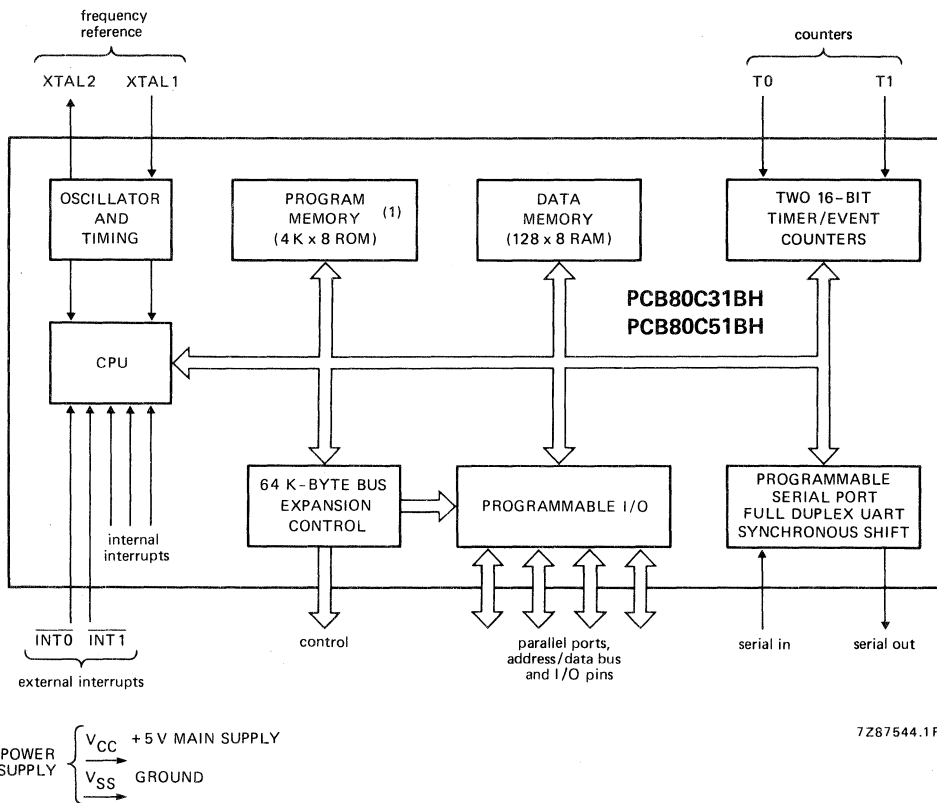 frequency
reference
XTAL2 XTAL1
counters
T0 T1
OSCILLATOR
AND
TIMING
PROGRAM
MEMORY (1)
(4K x 8 ROM)
DATA
MEMORY
(128 x 8 RAM)
TWO 16-BIT
TIMER/EVENT
COUNTERS
PCB80C31BH
PCB80C51BH
CPU
64 K-BYTE BUS
EXPANSION
CONTROL
PROGRAMMABLE I/O
PROGRAMMABLE
SERIAL PORT
FULL DUPLEX UART
SYNCHRONOUS SHIFT
internal
interrupts
INT0 INT1
external interrupts
control
parallel ports,
address/data bus
and I/O pins
serial in
serial out
POWER
SUPPLY
VCC +5 V MAIN SUPPLY
VSS GROUND
7Z87544.1